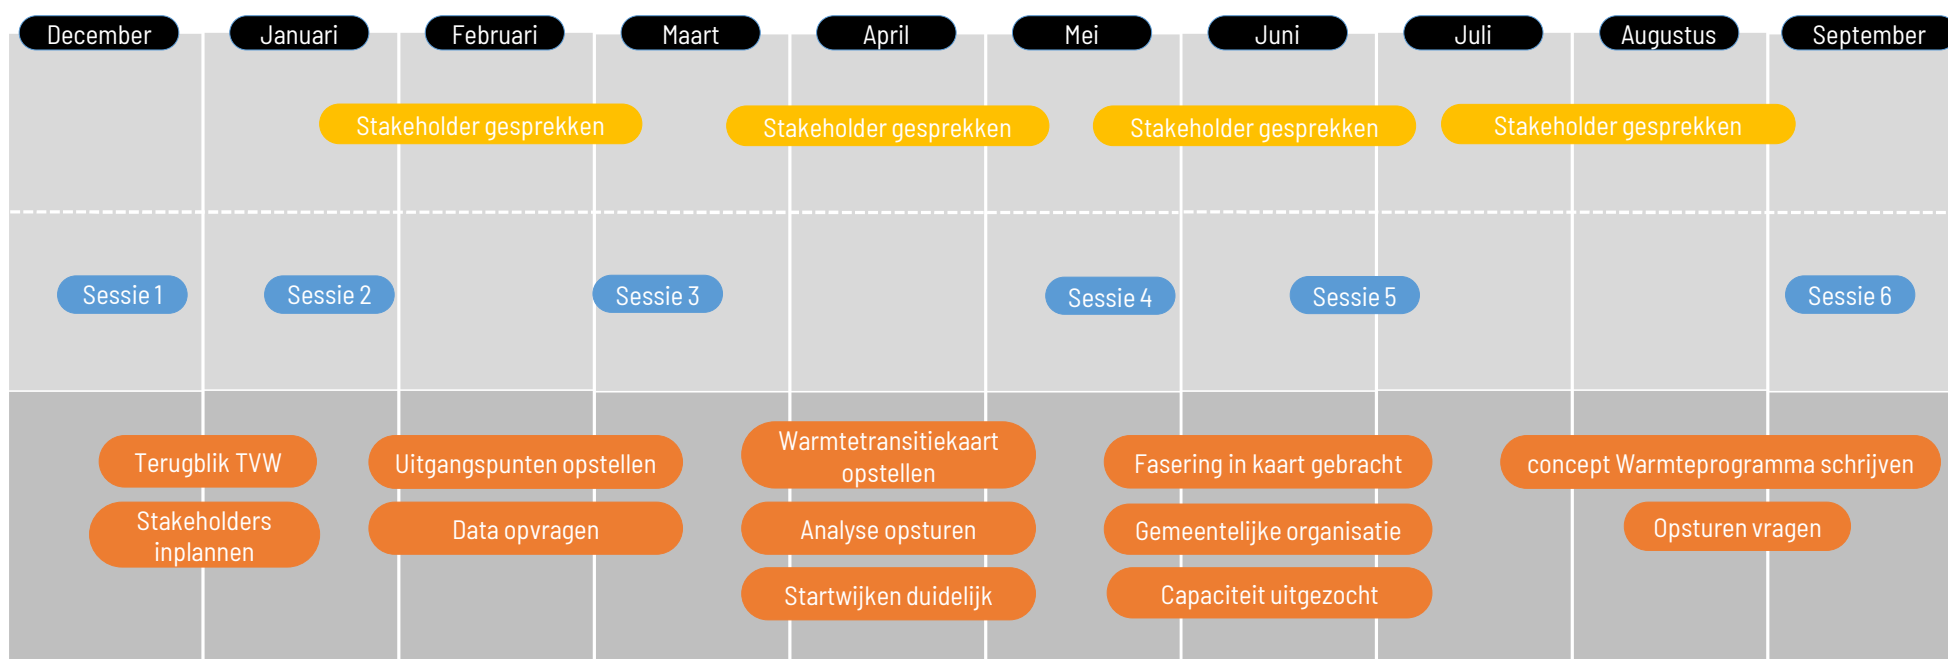 December
Januari
Februari
Maart
April
Mei
Juni
Juli
Augustus
September
Stakeholder gesprekken
Stakeholder gesprekken
Stakeholder gesprekken
Stakeholder gesprekken
Sessie 1
Sessie 2
Sessie 3
Sessie 4
Sessie 5
Sessie 6
Terugblik TVW
Stakeholders
inplannen
Uitgangspunten opstellen
Data opvragen
Warmtetransitiekaart
opstellen
Analyse opsturen
Startwijken duidelijk
Fasering in kaart gebracht
Gemeentelijke organisatie
Capaciteit uitgezocht
concept Warmteprogramma schrijven
Opsturen vragen